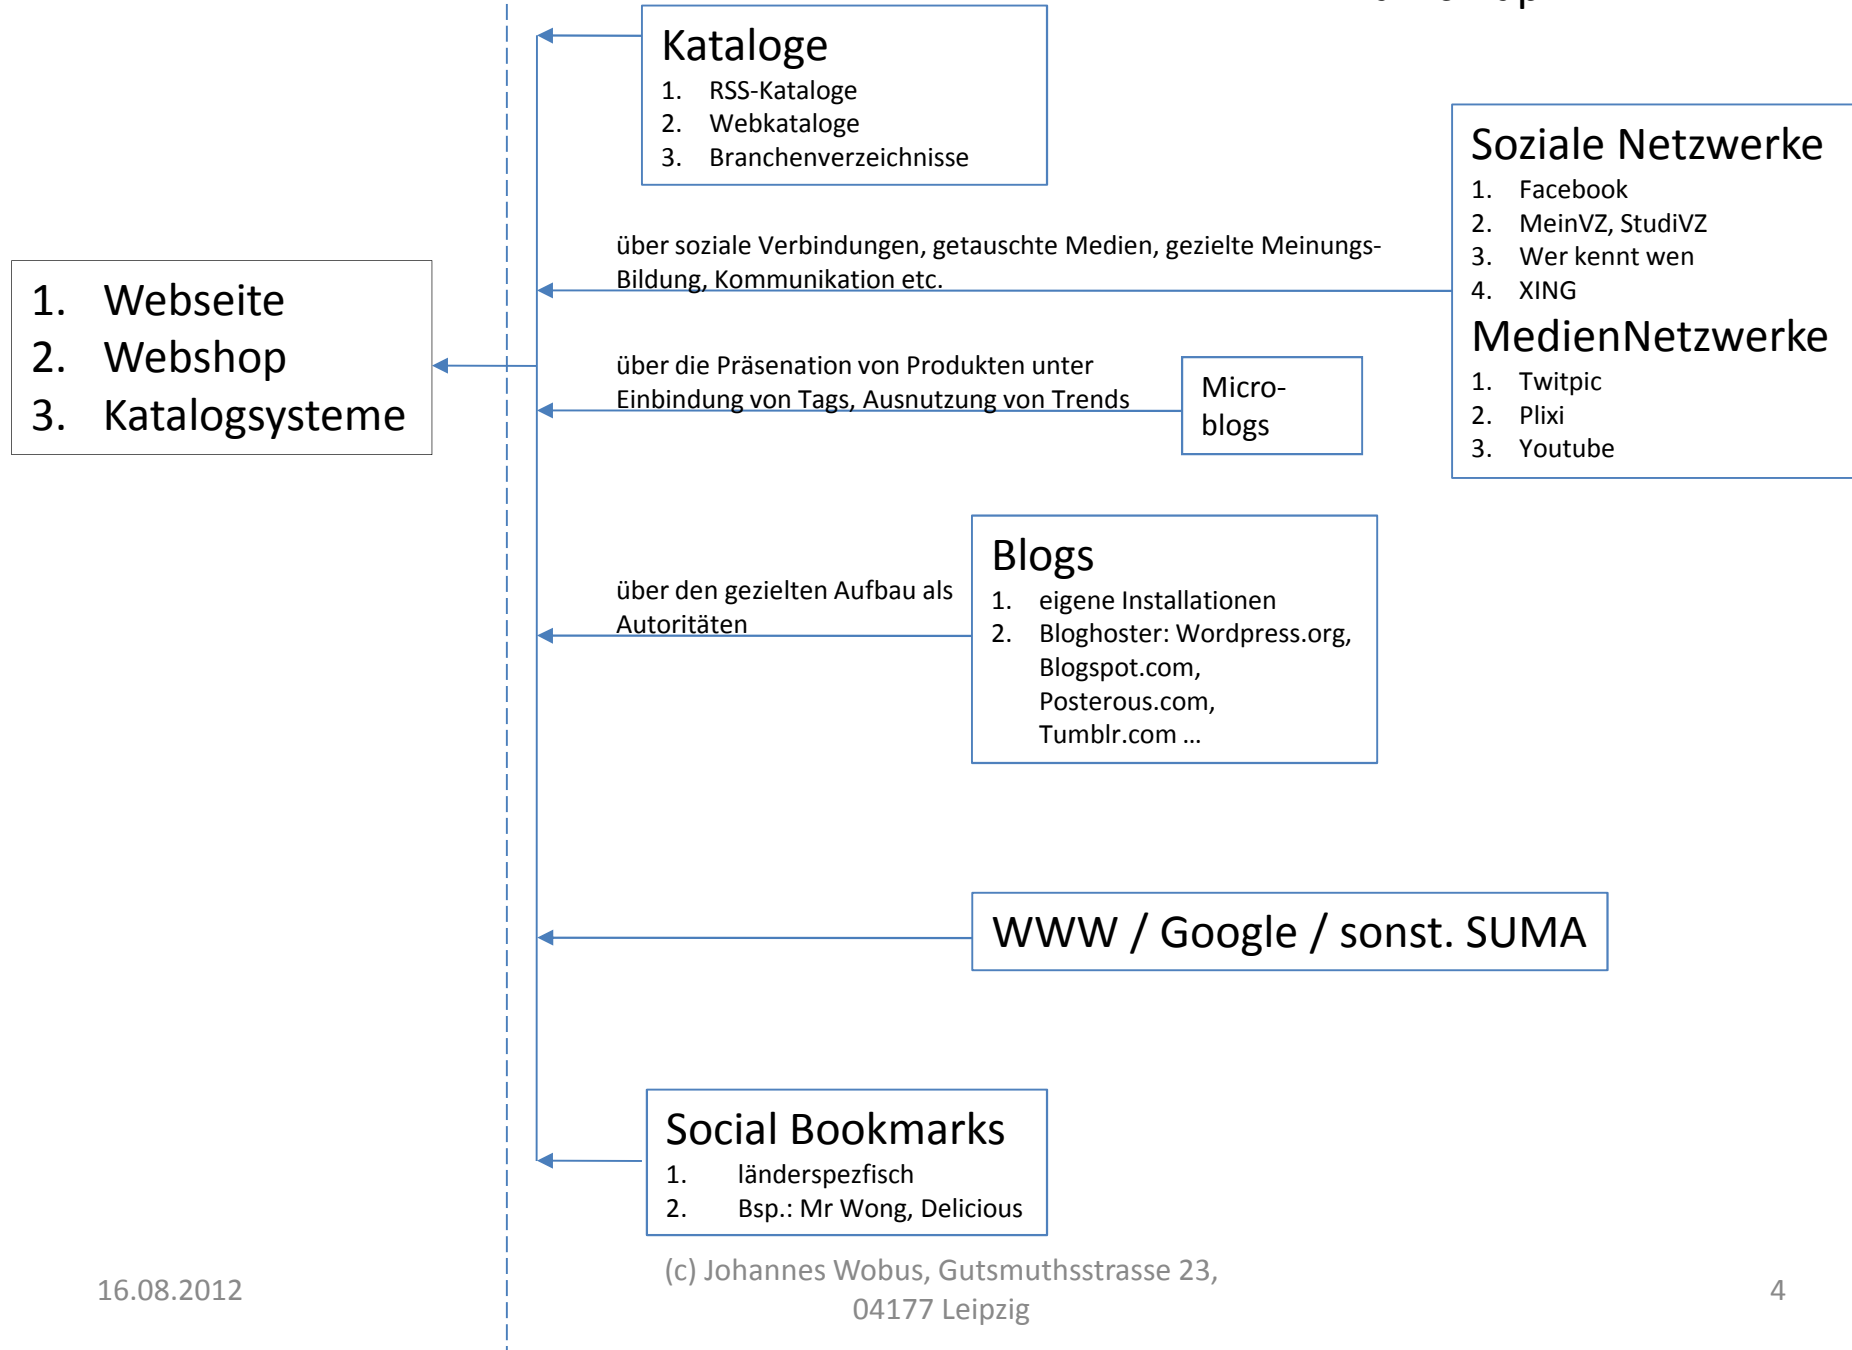 Kataloge
1. RSS-Kataloge
2. Webkataloge
3. Branchenverzeichnisse
Soziale Netzwerke
1. Facebook
2. MeinVZ, StudiVZ
3. Wer kennt wen
4. XING
MedienNetzwerke
1. Twitpic
2. Plixi
3. Youtube
über soziale Verbindungen, getauschte Medien, gezielte Meinungs-
Bildung, Kommunikation etc.
1. Webseite
2. Webshop
3. Katalogsysteme
über die Präsenation von Produkten unter
Einbindung von Tags, Ausnutzung von Trends
Micro-
blogs
Blogs
1. eigene Installationen
2. Bloghoster: Wordpress.org,
Blogspot.com,
Posterous.com,
Tumblr.com ...
über den gezielten Aufbau als
Autoritäten
WWW / Google / sonst. SUMA
Social Bookmarks
1. länderspezfisch
2. Bsp.: Mr Wong, Delicious
16.08.2012
(c) Johannes Wobus, Gutsmuthsstrasse 23,
04177 Leipzig
4